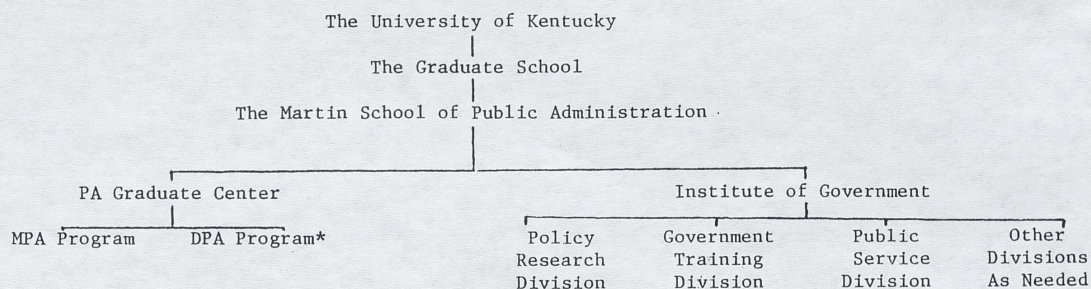 The University of Kentucky
The Graduate School
The Martin School of Public Administration
PA Graduate Center
Institute of Government
MPA Program
DPA Program*
Policy
Research
Division
Government
Training
Division
Public
Service
Division
Other
Divisions
As Needed